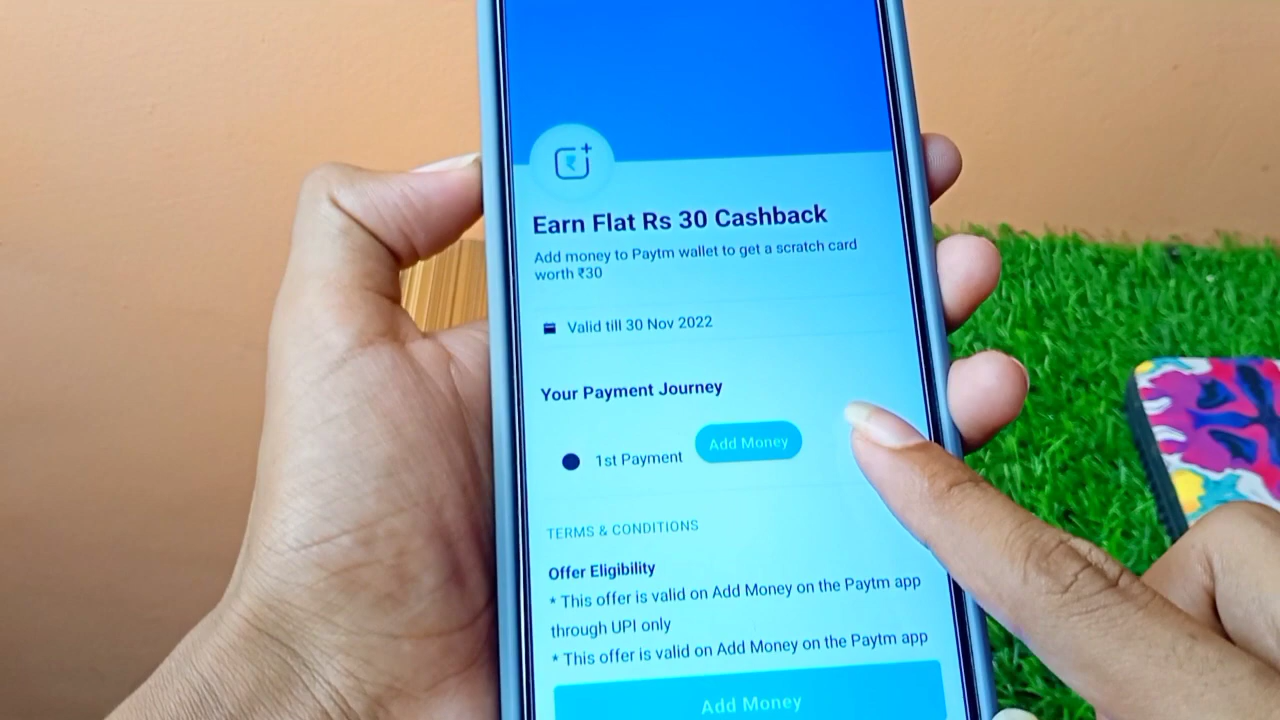 Earn Flat Rs 30 Cashback
Add money to Paytm wallet to get a scratch card
worth ₹30
Valid till 30 Nov 2022
Your Payment Journey
1st Payment
Add Money
TERMS & CONDITIONS
Offer Eligibility
* This offer is valid on Add Money on the Paytm app
through UPI only
* This offer is valid on Add Money on the Paytm app
Add Money